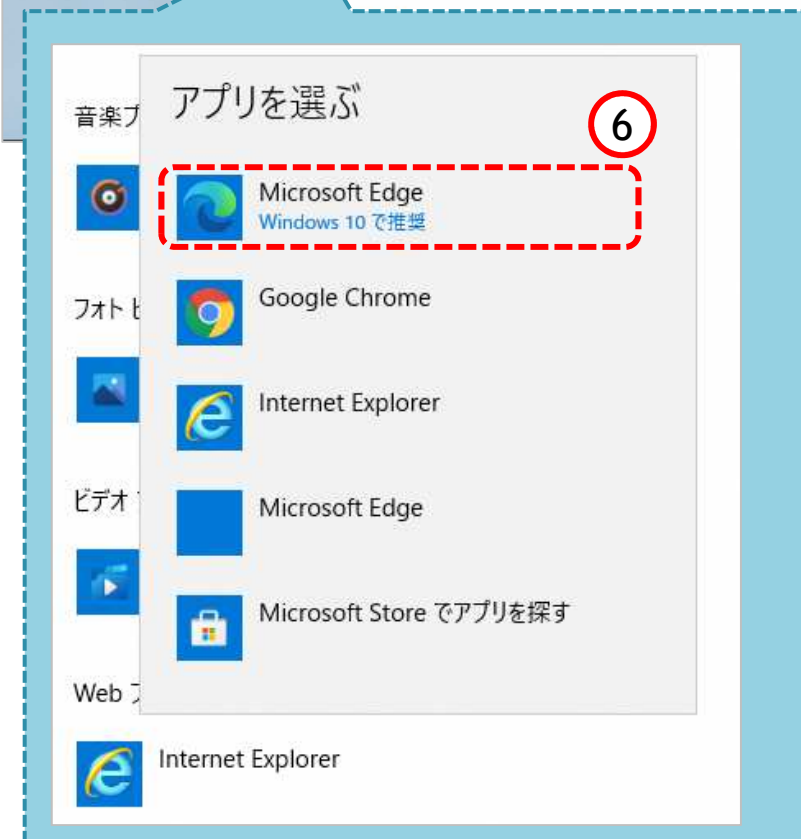 アプリを選ぶ
6
音楽プ
Microsoft Edge
Windows 10 で推奨
フォト ビ
Google Chrome
Internet Explorer
ビデオ
Microsoft Edge
Microsoft Store でアプリを探す
Web ブ
Internet Explorer